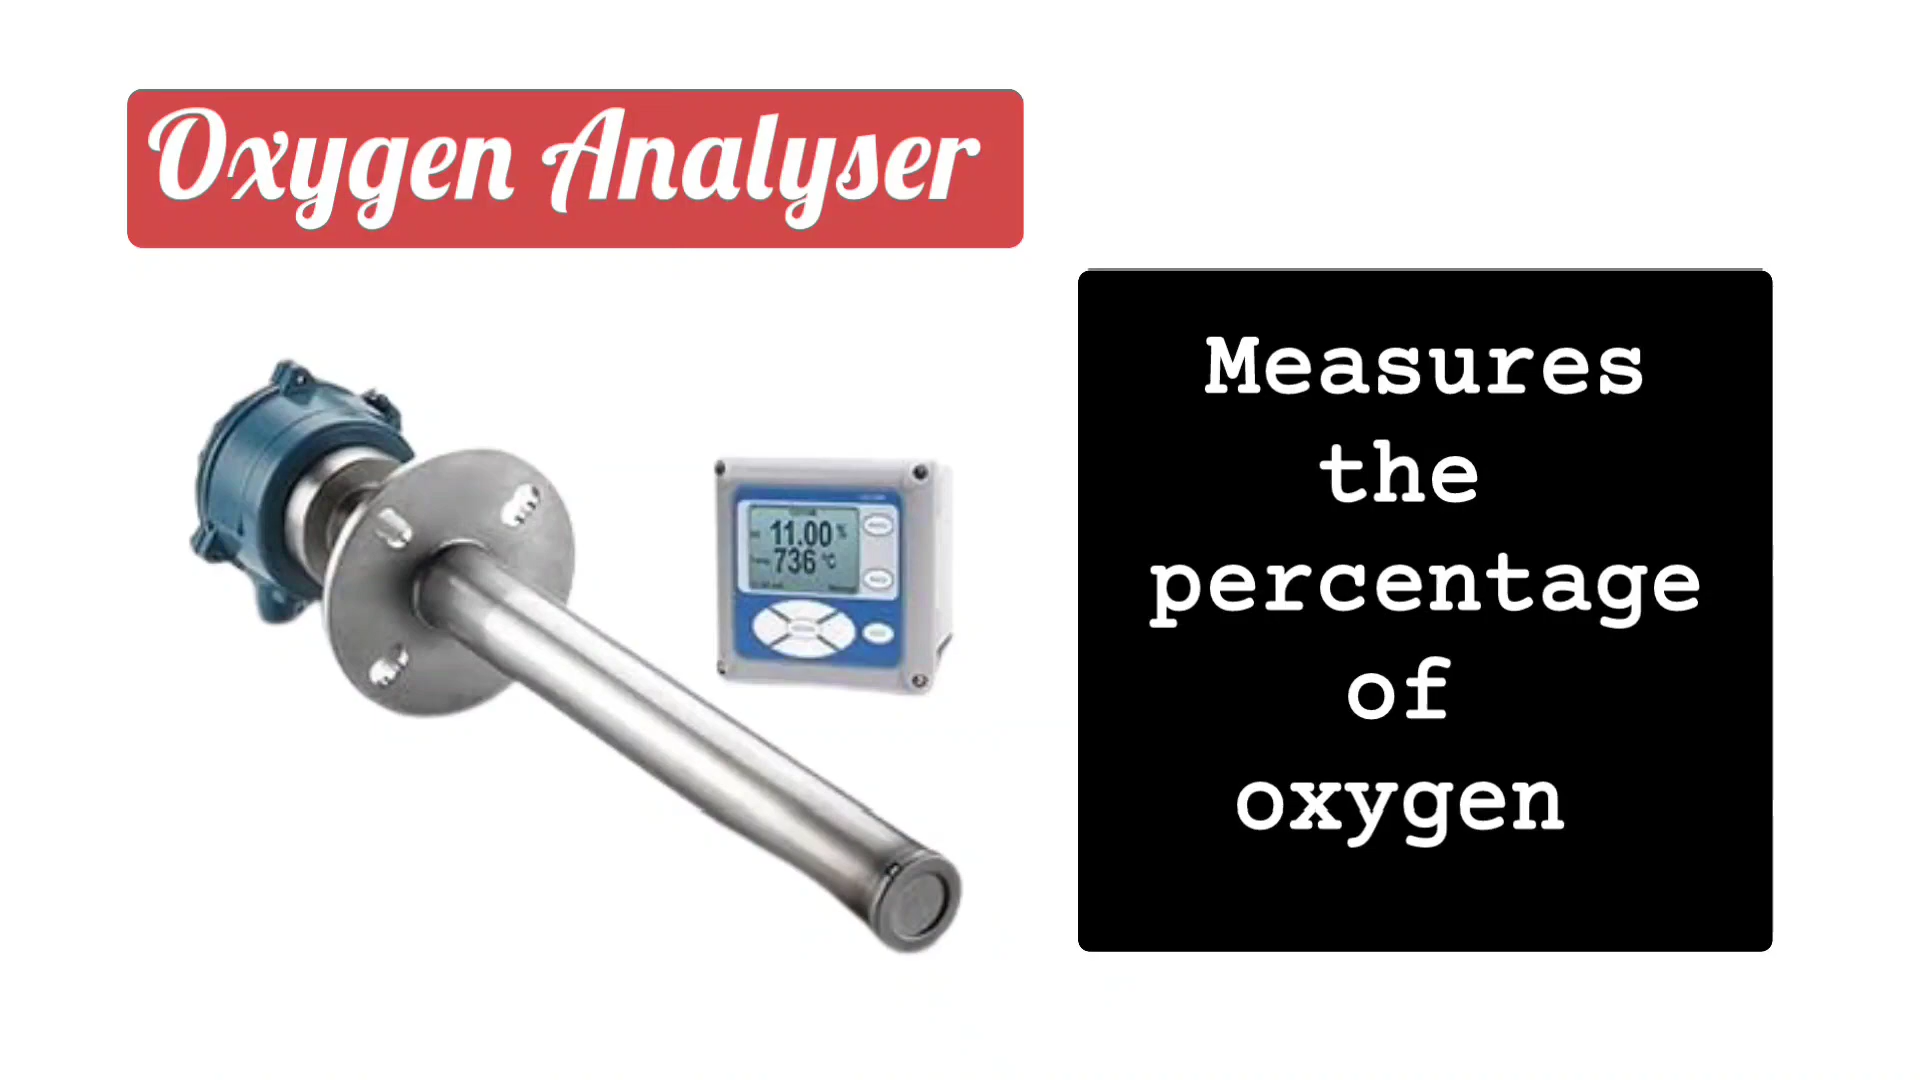 Oxygen Analyser
Measures
the
percentage
of
oxygen
11.00 %
736 °C